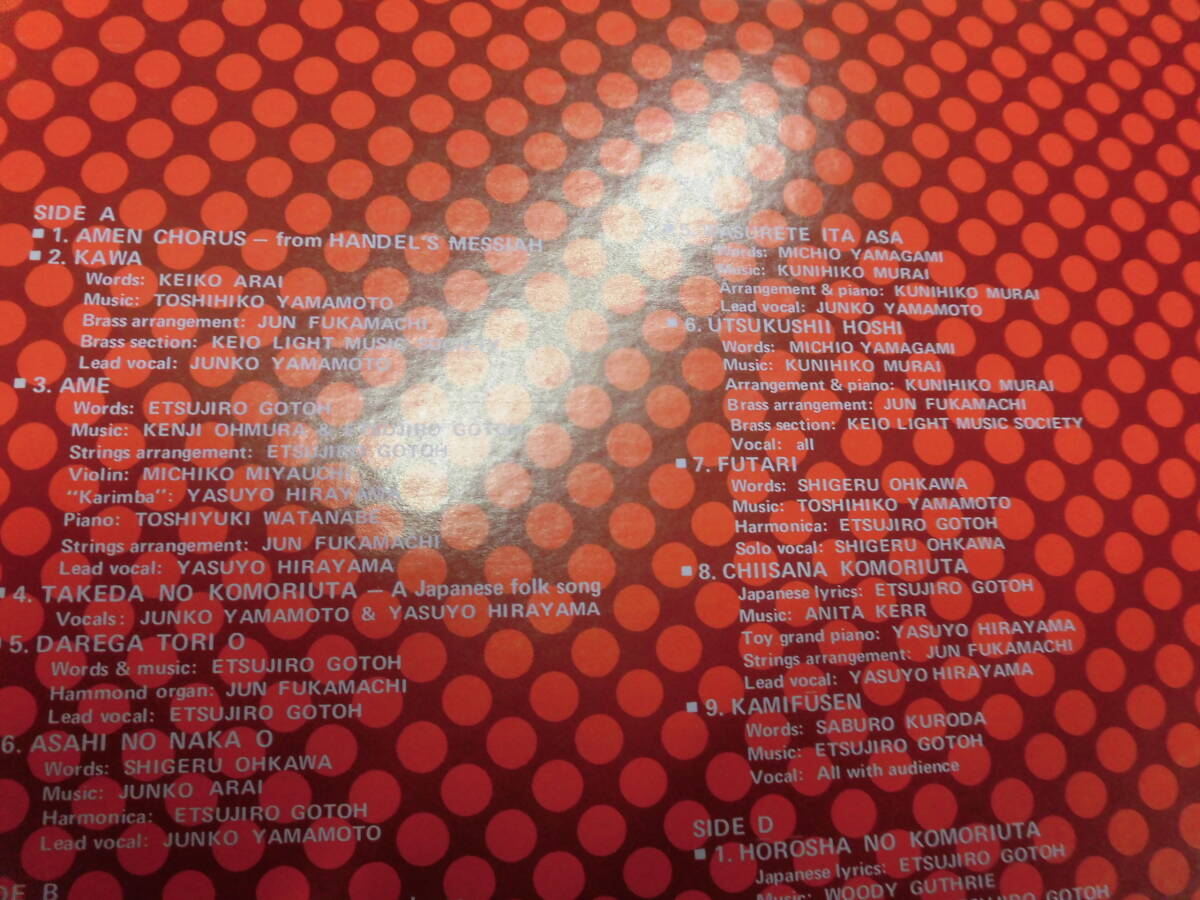 SIDE A
1. AMEN CHORUS – from HANDEL'S MESSIAH
2. KAWA
Words: KEIKO ARAI
Music: TOSHIHIKO YAMAMOTO
Brass arrangement: JUN FUKAMACHI
Brass section: KEIO LIGHT MUSIC SOCIETY
Lead vocal: JUNKO YAMAMOTO
3. AME
Words: ETSUJIRO GOTOH
Music: KENJI OHMURA & ETSUJIRO GOTOH
Strings arrangement: ETSUJIRO GOTOH
Violin: MICHIKO MIYAUCHI
"Karimba": YASUYO HIRAYAMA
Piano: TOSHIYUKI WATANABE
Strings arrangement: JUN FUKAMACHI
Lead vocal: YASUYO HIRAYAMA
4. TAKEDA NO KOMORIUTA – A Japanese folk song
Vocals: JUNKO YAMAMOTO & YASUYO HIRAYAMA
5. DAREGA TORI O
Words & music: ETSUJIRO GOTOH
Hammond organ: JUN FUKAMACHI
Lead vocal: ETSUJIRO GOTOH
6. ASAHI NO NAKA O
Words: SHIGERU OHKAWA
Music: JUNKO ARAI
Harmonica: ETSUJIRO GOTOH
Lead vocal: JUNKO YAMAMOTO
B
5. WASURETE ITA ASA
Words: MICHIO YAMAGAMI
Music: KUNIHIKO MURAI
Arrangement & piano: KUNIHIKO MURAI
Lead vocal: JUNKO YAMAMOTO
6. UTSUKUSHII HOSHI
Words: MICHIO YAMAGAMI
Music: KUNIHIKO MURAI
Arrangement & piano: KUNIHIKO MURAI
Brass arrangement: JUN FUKAMACHI
Brass section: KEIO LIGHT MUSIC SOCIETY
Vocal: all
7. FUTARI
Words: SHIGERU OHKAWA
Music: TOSHIHIKO YAMAMOTO
Harmonica: ETSUJIRO GOTOH
Solo vocal: SHIGERU OHKAWA
8. CHIISANA KOMORIUTA
Japanese lyrics: ETSUJIRO GOTOH
Music: ANITA KERR
Toy grand piano: YASUYO HIRAYAMA
Strings arrangement: JUN FUKAMACHI
Lead vocal: YASUYO HIRAYAMA
9. KAMIFŪSEN
Words: SABURO KURODA
Music: ETSUJIRO GOTOH
Vocal: All with audience
SIDE D
1. HOROSHA NO KOMORIUTA
Japanese lyrics: ETSUJIRO GOTOH
Music: WOODY GUTHRIE
GOTOH